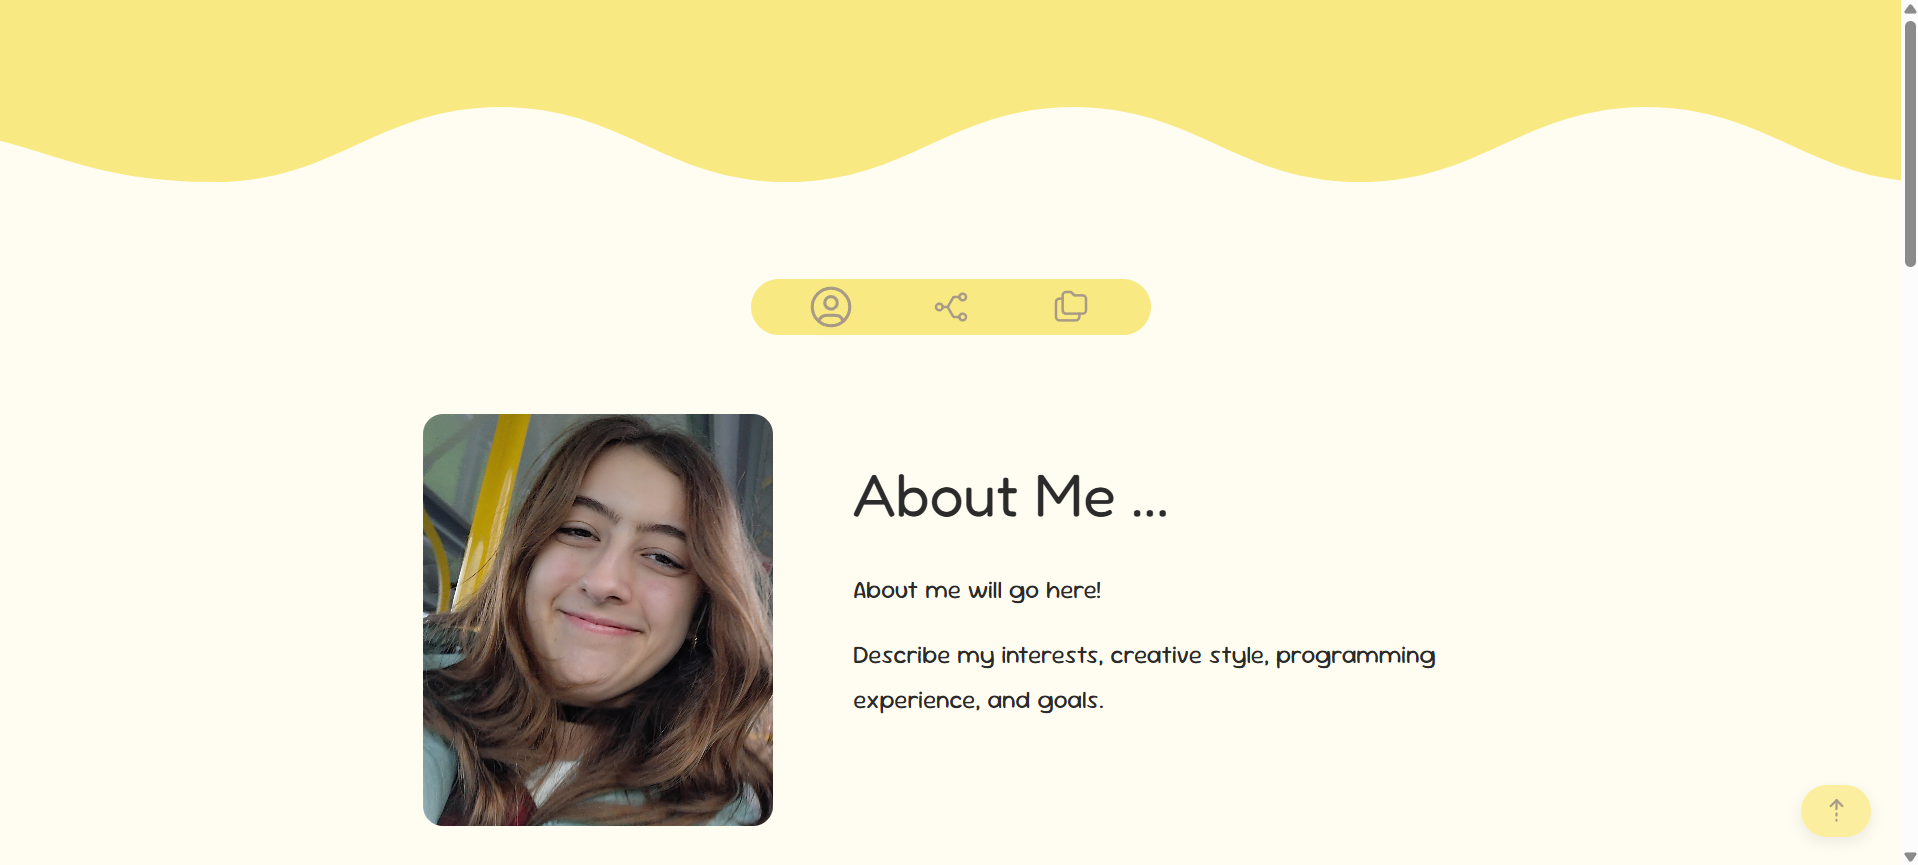 About Me ...
About me will go here!
Describe my interests, creative style, programming
experience, and goals.